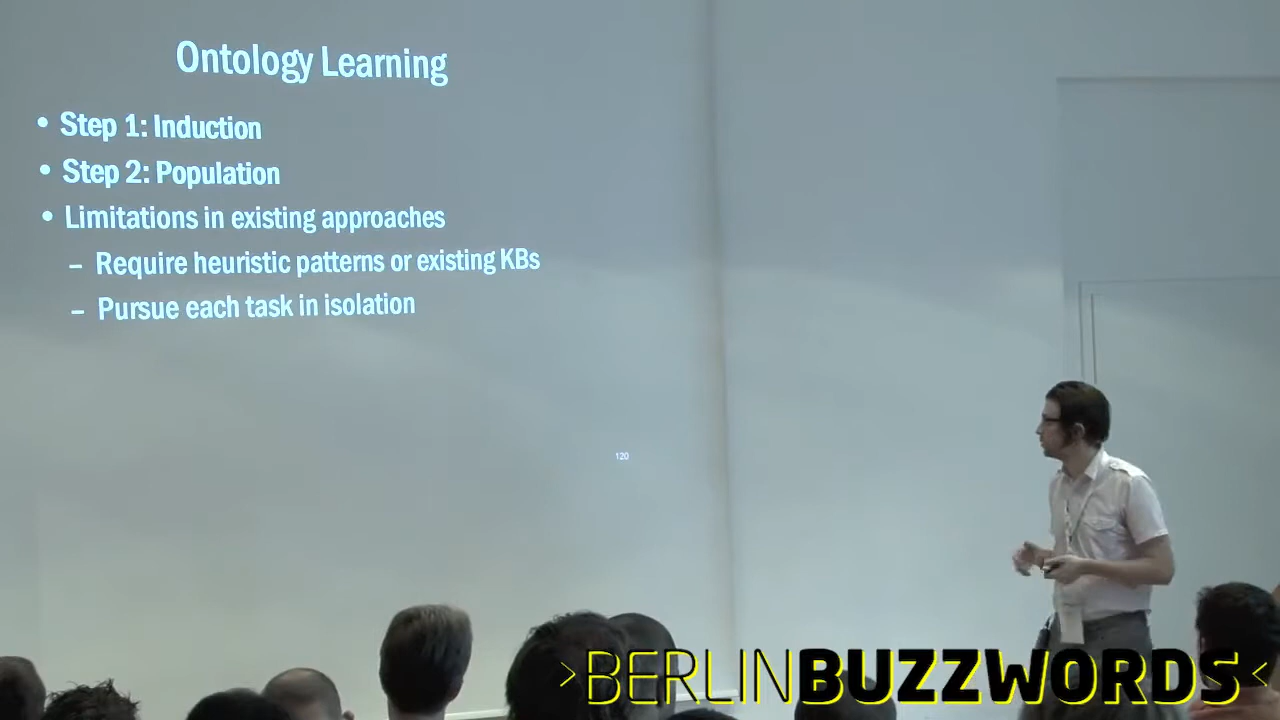 Ontology Learning
• Step 1: Induction
• Step 2: Population
• Limitations in existing approaches
– Require heuristic patterns or existing KBs
– Pursue each task in isolation
120
>BERLINBUZZWORDS<